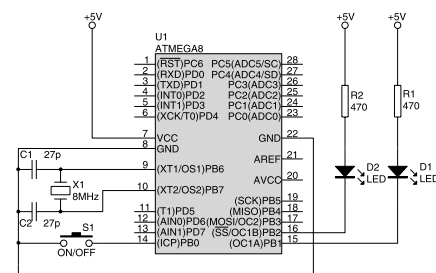 +5V
+5V
+5V
U1
ATMEGA8
1 (RST)PC6 PC5(ADC5/SC) 28
2 (RXD)PD0 PC4(ADC4/SD) 27
3 (TXD)PD1 PC3(ADC3) 26
4 (INT0)PD2 PC2(ADC2) 25
5 (INT1)PD3 PC1(ADC1) 24
6 (XCK/T0)PD4 PC0(ADC0) 23
R2
470
R1
470
7 VCC GND 22
8 GND
AREF 21
C1 27p
9 (XT1/OS1)PB6
AVCC 20
D2
LED
D1
LED
X1
8MHz
10 (XT2/OS2)PB7
(SCK)PB5 19
C2 27p
11 (T1)PD5 (MISO)PB4 18
12 (AIN0)PD6 (MOSI/OC2)PB3 17
S1
13 (AIN1)PD7 (SS/OC1B)PB2 16
14 (ICP)PB0 (OC1A)PB1 15
ON/OFF